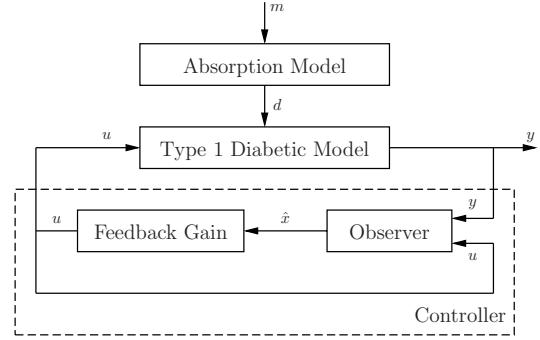 m
Absorption Model
d
u
Type 1 Diabetic Model
y
y
u
Feedback Gain
x̂
Observer
u
Controller